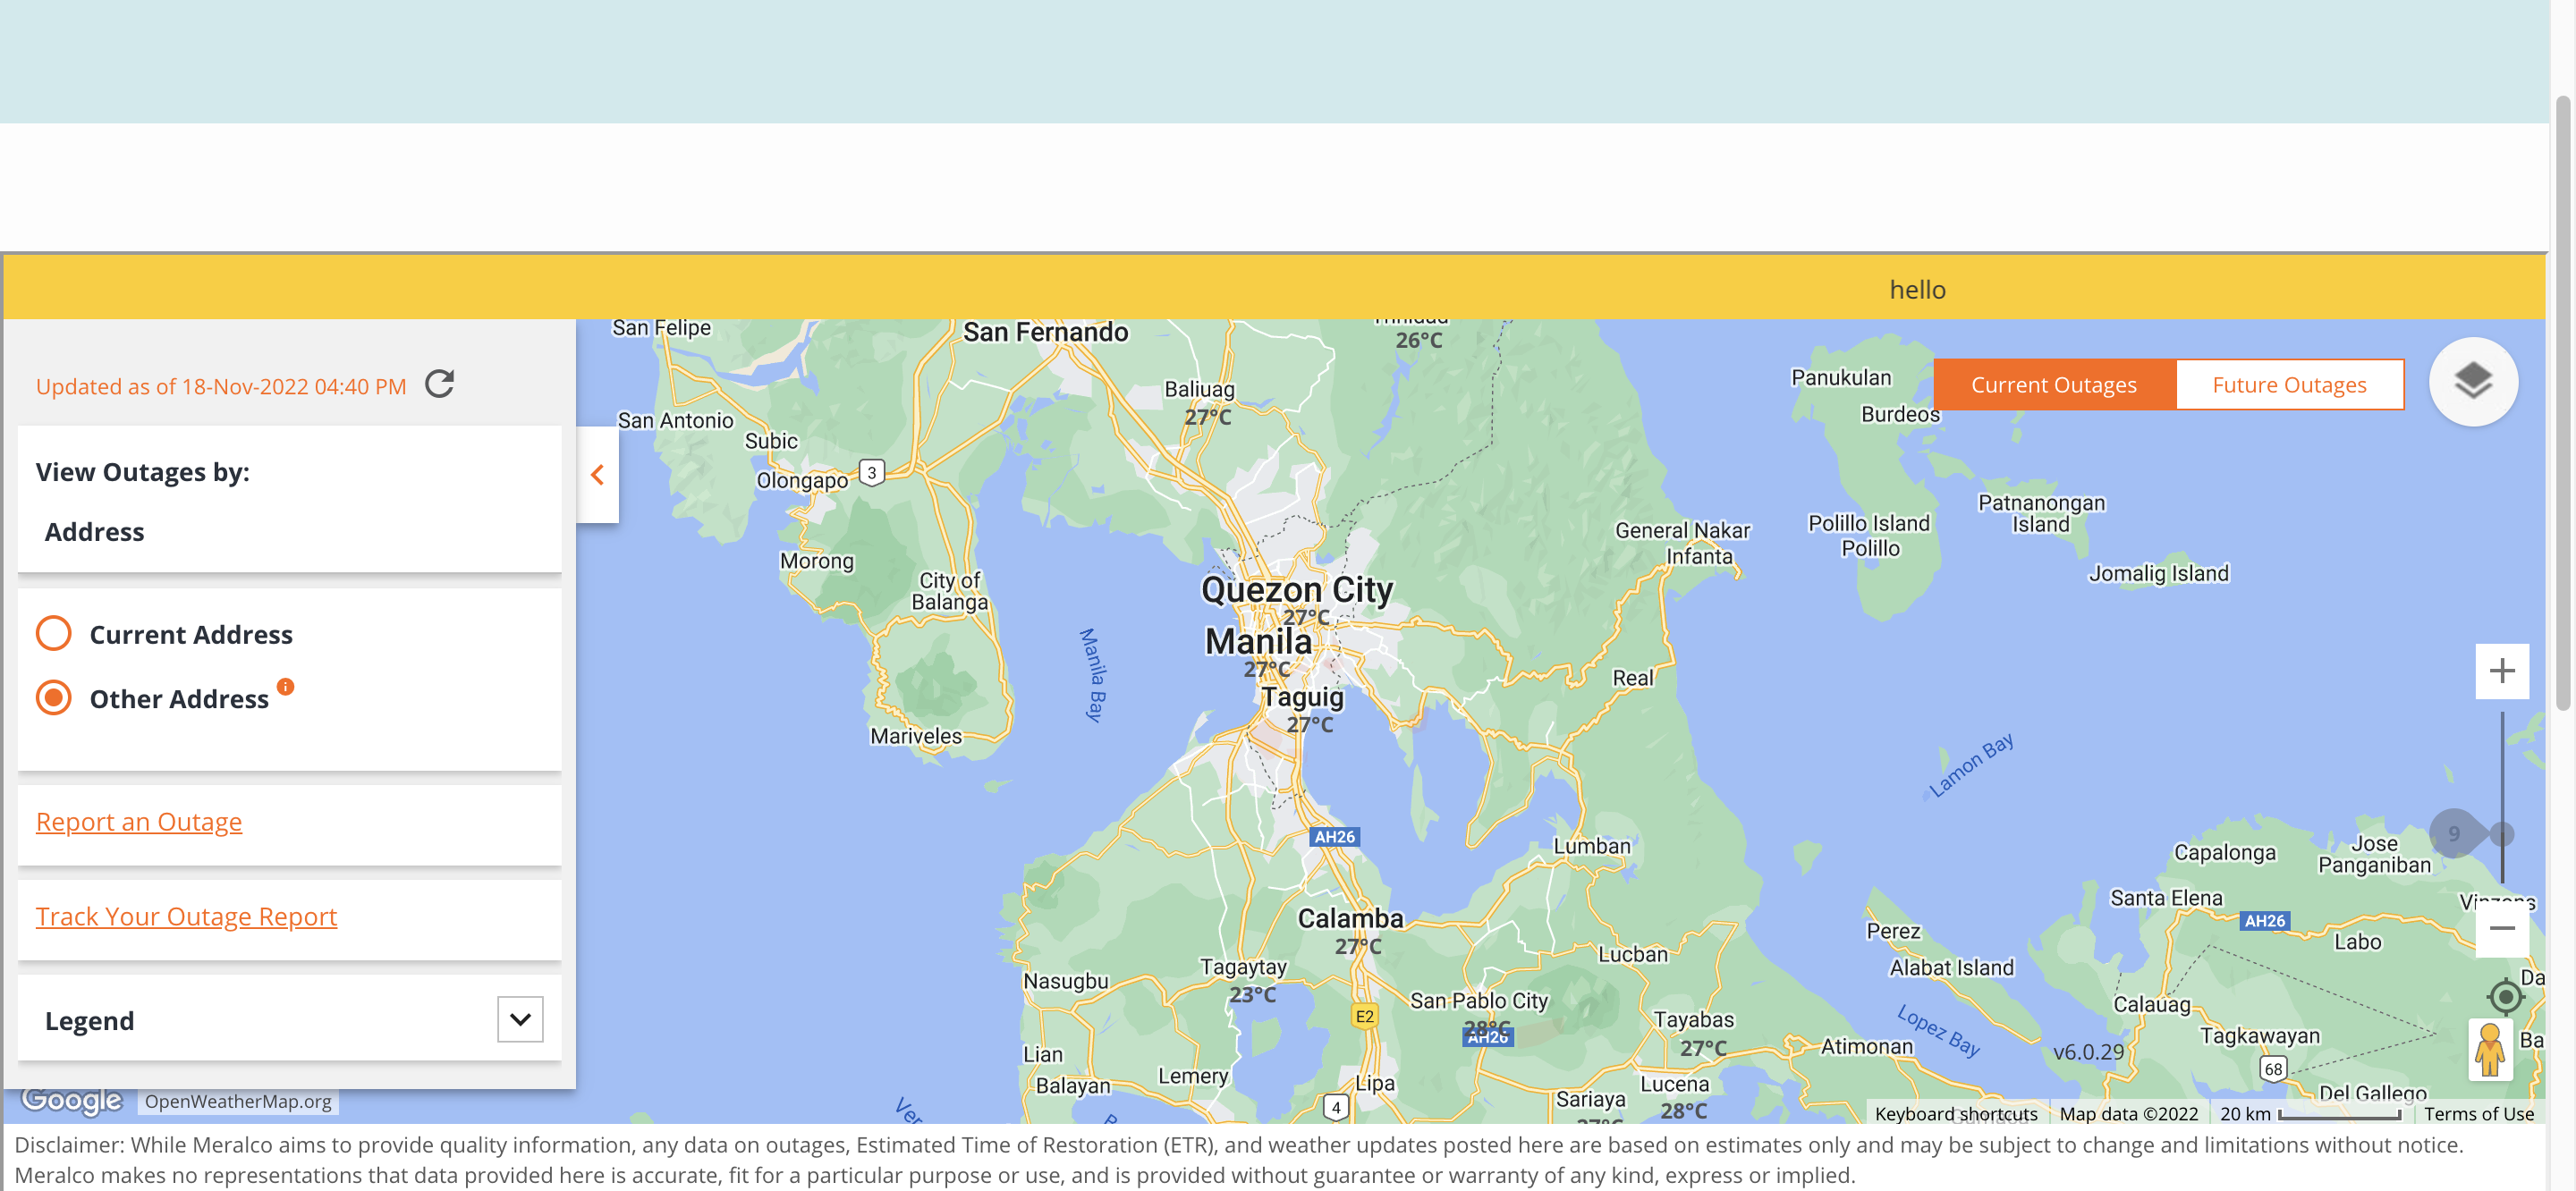 hello
Updated as of 18-Nov-2022 04:40 PM
View Outages by:
Address
Current Address
Other Address
Report an Outage
Track Your Outage Report
Legend
Current Outages
Future Outages
San Felipe
San Fernando
26°C
Baliuag
27°C
San Antonio
Subic
Olongapo
3
Morong
City of
Balanga
Mariveles
Manila Bay
Quezon City
27°C
Manila
27°C
Taguig
27°C
Panukulan
Burdeos
Patnanongan
Island
Polillo Island
Polillo
Jomalig Island
General Nakar
Infanta
Real
Lamon Bay
9
AH26
Lumban
Capalonga
Jose
Panganiban
Santa Elena
AH26
Labo
Calamba
27°C
Perez
Lucban
Alabat Island
Tagaytay
23°C
Nasugbu
San Pablo City
28°C
AH26
E2
Tayabas
27°C
Calauag
Lopez Bay
Tagkawayan
Atimonan
v6.0.29
68
Lian
Balayan
Lemery
Lipa
4
Lucena
28°C
Sariaya
Del Gallego
Google
OpenWeatherMap.org
Keyboard shortcuts
Map data ©2022
20 km
Terms of Use
Disclaimer: While Meralco aims to provide quality information, any data on outages, Estimated Time of Restoration (ETR), and weather updates posted here are based on estimates only and may be subject to change and limitations without notice.
Meralco makes no representations that data provided here is accurate, fit for a particular purpose or use, and is provided without guarantee or warranty of any kind, express or implied.